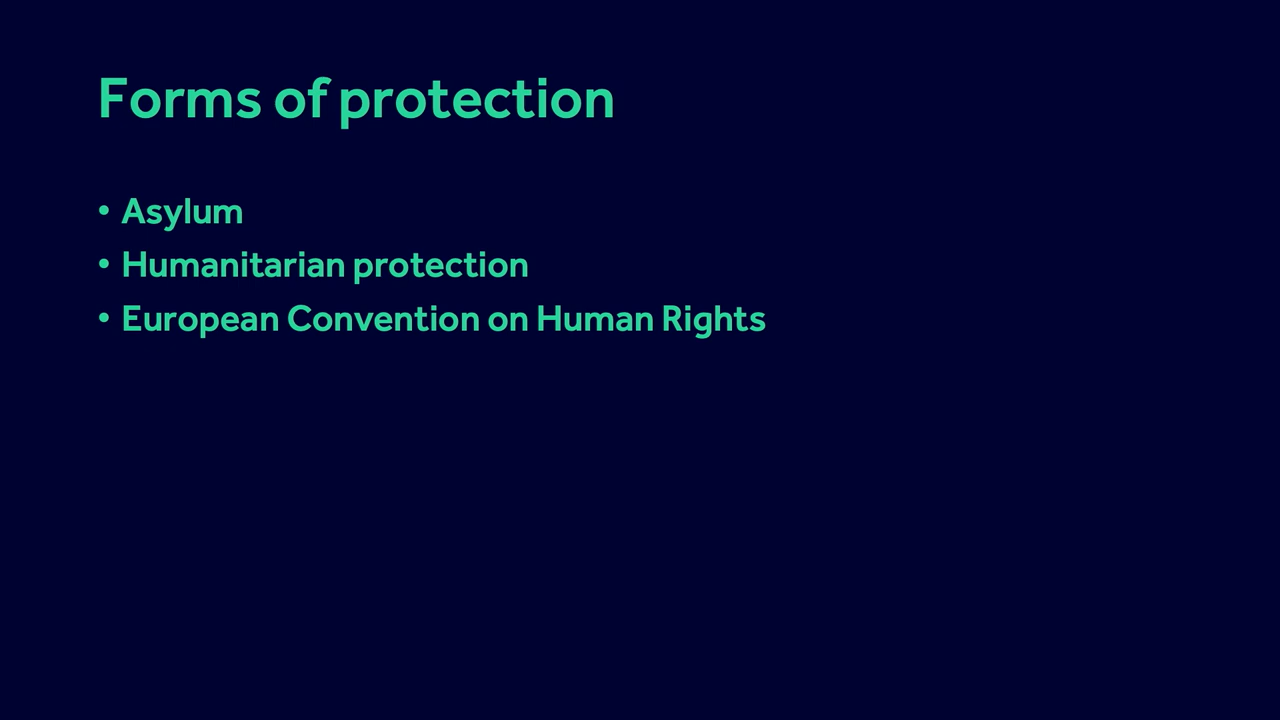 Forms of protection
• Asylum
• Humanitarian protection
• European Convention on Human Rights